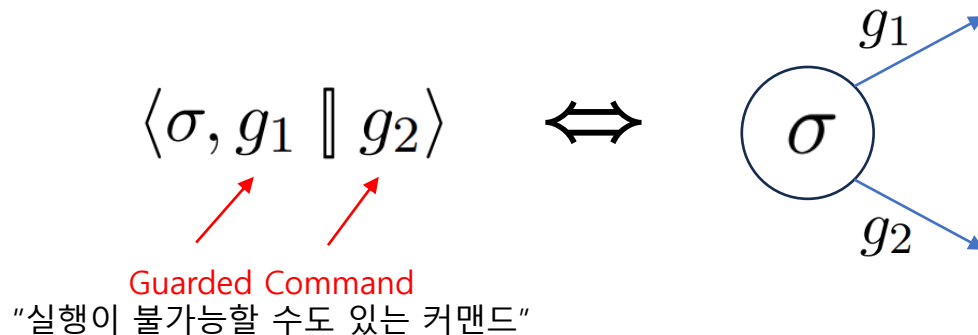 ⟨σ, g₁ ⫾ g₂⟩ ⇔ σ
g₁
g₂
Guarded Command
"실행이 불가능할 수도 있는 커맨드"